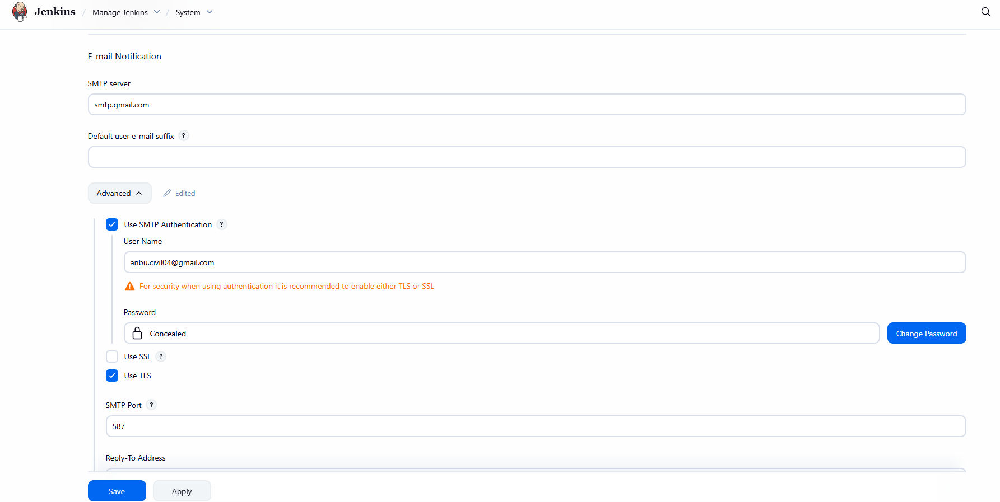 Jenkins / Manage Jenkins / System
E-mail Notification
SMTP server
smtp.gmail.com
Default user e-mail suffix ?
Advanced Edited
Use SMTP Authentication ?
User Name
anbu.civil04@gmail.com
For security when using authentication it is recommended to enable either TLS or SSL
Password
Concealed Change Password
Use SSL ?
Use TLS
SMTP Port ?
587
Reply-To Address
Save Apply